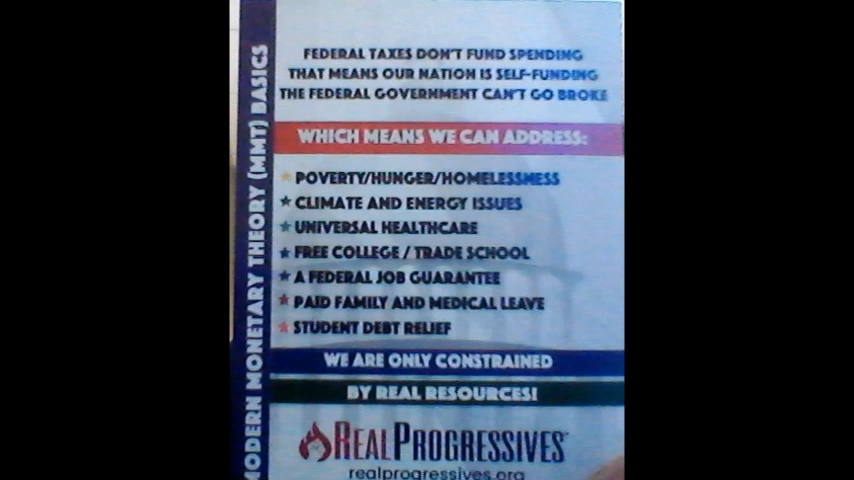 MODERN MONETARY THEORY (MMT) BASICS
FEDERAL TAXES DON'T FUND SPENDING
THAT MEANS OUR NATION IS SELF-FUNDING
THE FEDERAL GOVERNMENT CAN'T GO BROKE
WHICH MEANS WE CAN ADDRESS:
POVERTY/HUNGER/HOMELESSNESS
CLIMATE AND ENERGY ISSUES
UNIVERSAL HEALTHCARE
FREE COLLEGE / TRADE SCHOOL
A FEDERAL JOB GUARANTEE
PAID FAMILY AND MEDICAL LEAVE
STUDENT DEBT RELIEF
WE ARE ONLY CONSTRAINED
BY REAL RESOURCES!
REALPROGRESSIVES
realprogressives.org